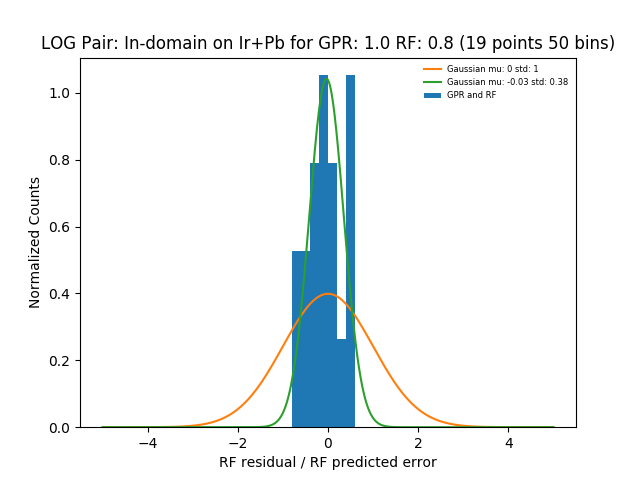 LOG Pair: In-domain on Ir+Pb for GPR: 1.0 RF: 0.8 (19 points 50 bins)
Gaussian mu: 0 std: 1
Gaussian mu: -0.03 std: 0.38
GPR and RF
Normalized Counts
1.0
0.8
0.6
0.4
0.2
0.0
−4 −2 0 2 4
RF residual / RF predicted error